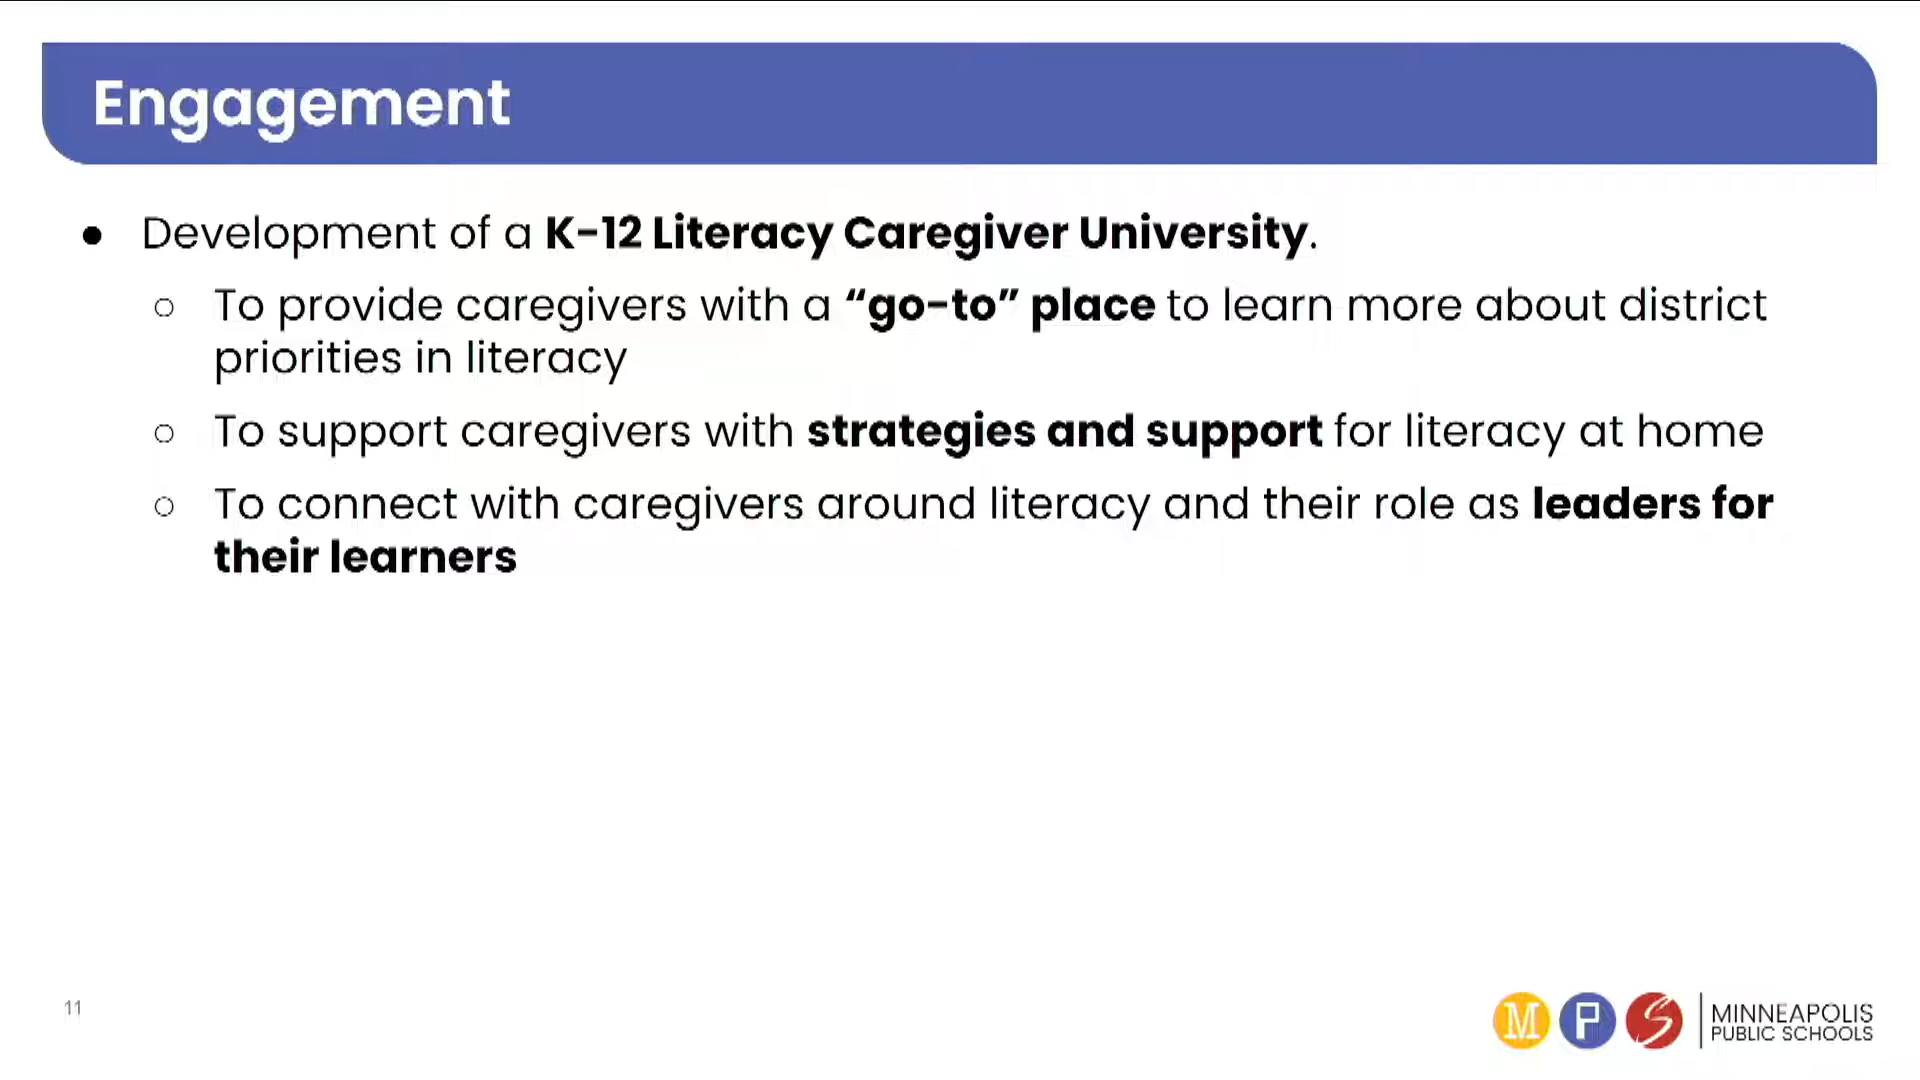 Engagement
● Development of a K-12 Literacy Caregiver University.
○ To provide caregivers with a “go-to” place to learn more about district
priorities in literacy
○ To support caregivers with strategies and support for literacy at home
○ To connect with caregivers around literacy and their role as leaders for
their learners
11
M P S
MINNEAPOLIS
PUBLIC SCHOOLS